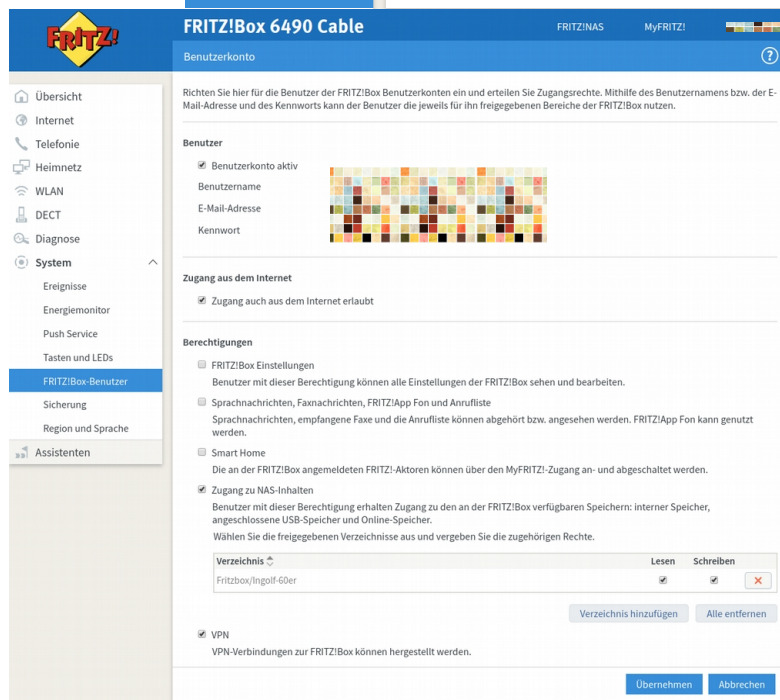 FRITZ!
FRITZ!Box 6490 Cable
FRITZ!NAS
MyFRITZ!
Benutzerkonto
?
Übersicht
Internet
Telefonie
Heimnetz
WLAN
DECT
Diagnose
System
Ereignisse
Energiemonitor
Push Service
Tasten und LEDs
FRITZ!Box-Benutzer
Sicherung
Region und Sprache
Assistenten
Richten Sie hier für die Benutzer der FRITZ!Box Benutzerkonten ein und erteilen Sie Zugangsrechte. Mithilfe des Benutzernamens bzw. der E-
Mail-Adresse und des Kennworts kann der Benutzer die jeweils für ihn freigegebenen Bereiche der FRITZ!Box nutzen.
Benutzer
Benutzerkonto aktiv
Benutzername
E-Mail-Adresse
Kennwort
Zugang aus dem Internet
Zugang auch aus dem Internet erlaubt
Berechtigungen
FRITZ!Box Einstellungen
Benutzer mit dieser Berechtigung können alle Einstellungen der FRITZ!Box sehen und bearbeiten.
Sprachnachrichten, Faxnachrichten, FRITZ!App Fon und Anrufliste
Sprachnachrichten, empfangene Faxe und die Anrufliste können abgehört bzw. angesehen werden. FRITZ!App Fon kann genutzt
werden.
Smart Home
Die an der FRITZ!Box angemeldeten FRITZ!-Aktoren können über den MyFRITZ!-Zugang an- und abgeschaltet werden.
Zugang zu NAS-Inhalten
Benutzer mit dieser Berechtigung erhalten Zugang zu den an der FRITZ!Box verfügbaren Speichern: interner Speicher,
angeschlossene USB-Speicher und Online-Speicher.
Wählen Sie die freigegebenen Verzeichnisse aus und vergeben Sie die zugehörigen Rechte.
Verzeichnis Lesen Schreiben
Fritzbox/Ingolf-60er
Verzeichnis hinzufügen Alle entfernen
VPN
VPN-Verbindungen zur FRITZ!Box können hergestellt werden.
Übernehmen Abbrechen